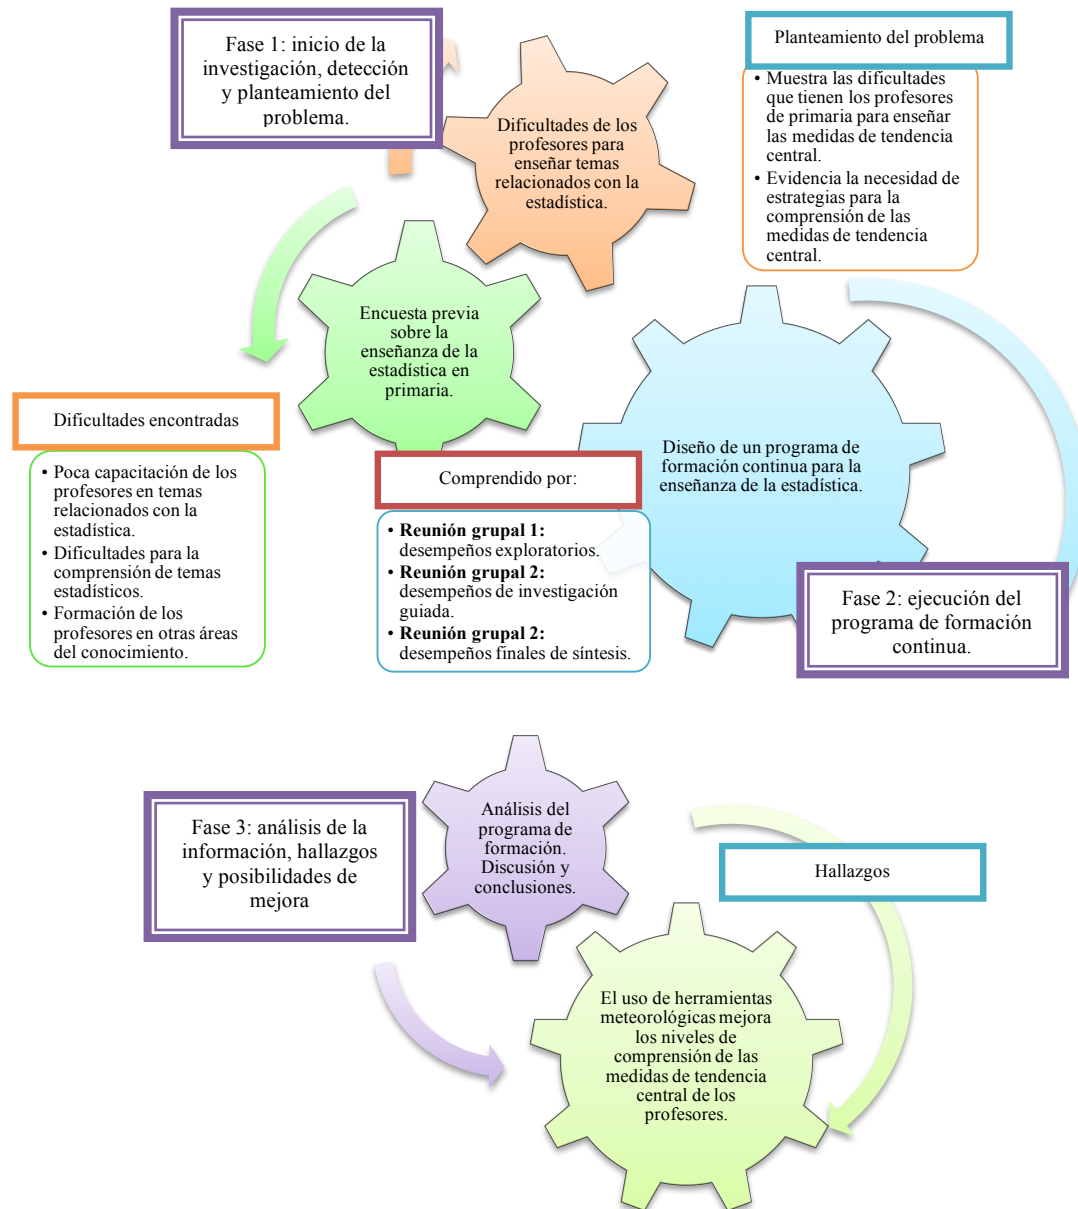 Fase 1: inicio de la
investigación, detección
y planteamiento del
problema.
Dificultades de los
profesores para
enseñar temas
relacionados con la
estadística.
Planteamiento del problema
• Muestra las dificultades
que tienen los profesores
de primaria para enseñar
las medidas de tendencia
central.
• Evidencia la necesidad de
estrategias para la
comprensión de las
medidas de tendencia
central.
Encuesta previa
sobre la
enseñanza de la
estadística en
primaria.
Dificultades encontradas
• Poca capacitación de los
profesores en temas
relacionados con la
estadística.
• Dificultades para la
comprensión de temas
estadísticos.
• Formación de los
profesores en otras áreas
del conocimiento.
Comprendido por:
• Reunión grupal 1:
desempeños exploratorios.
• Reunión grupal 2:
desempeños de investigación
guiada.
• Reunión grupal 2:
desempeños finales de síntesis.
Diseño de un programa de
formación continua para la
enseñanza de la estadística.
Fase 2: ejecución del
programa de formación
continua.
Fase 3: análisis de la
información, hallazgos
y posibilidades de
mejora
Análisis del
programa de
formación.
Discusión y
conclusiones.
Hallazgos
El uso de herramientas
meteorológicas mejora
los niveles de
comprensión de las
medidas de tendencia
central de los
profesores.